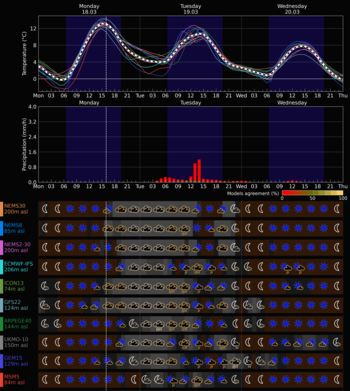 Monday
18.03
Tuesday
19.03
Wednesday
20.03
Temperature (°C)
12
8
4
0
Mon 03 06 09 12 15 18 21 Tue 03 06 09 12 15 18 21 Wed 03 06 09 12 15 18 21 Thu
Monday Tuesday Wednesday
Precipitation (mm/h)
4.0
3.2
2.4
1.6
0.8
0.0
Mon 03 06 09 12 15 18 21 Tue 03 06 09 12 15 18 21 Wed 03 06 09 12 15 18 21 Thu
Models agreement (%)
0 50 100
NEMS30
200m asl
NEMS8
85m asl
NEMS2-30
200m asl
ECMWF-IFS
206m asl
ICON13
74m asl
GFS22
124m asl
ARPEGE40
144m asl
UKMO-10
150m asl
GEM15
129m asl
MSM5
84m asl